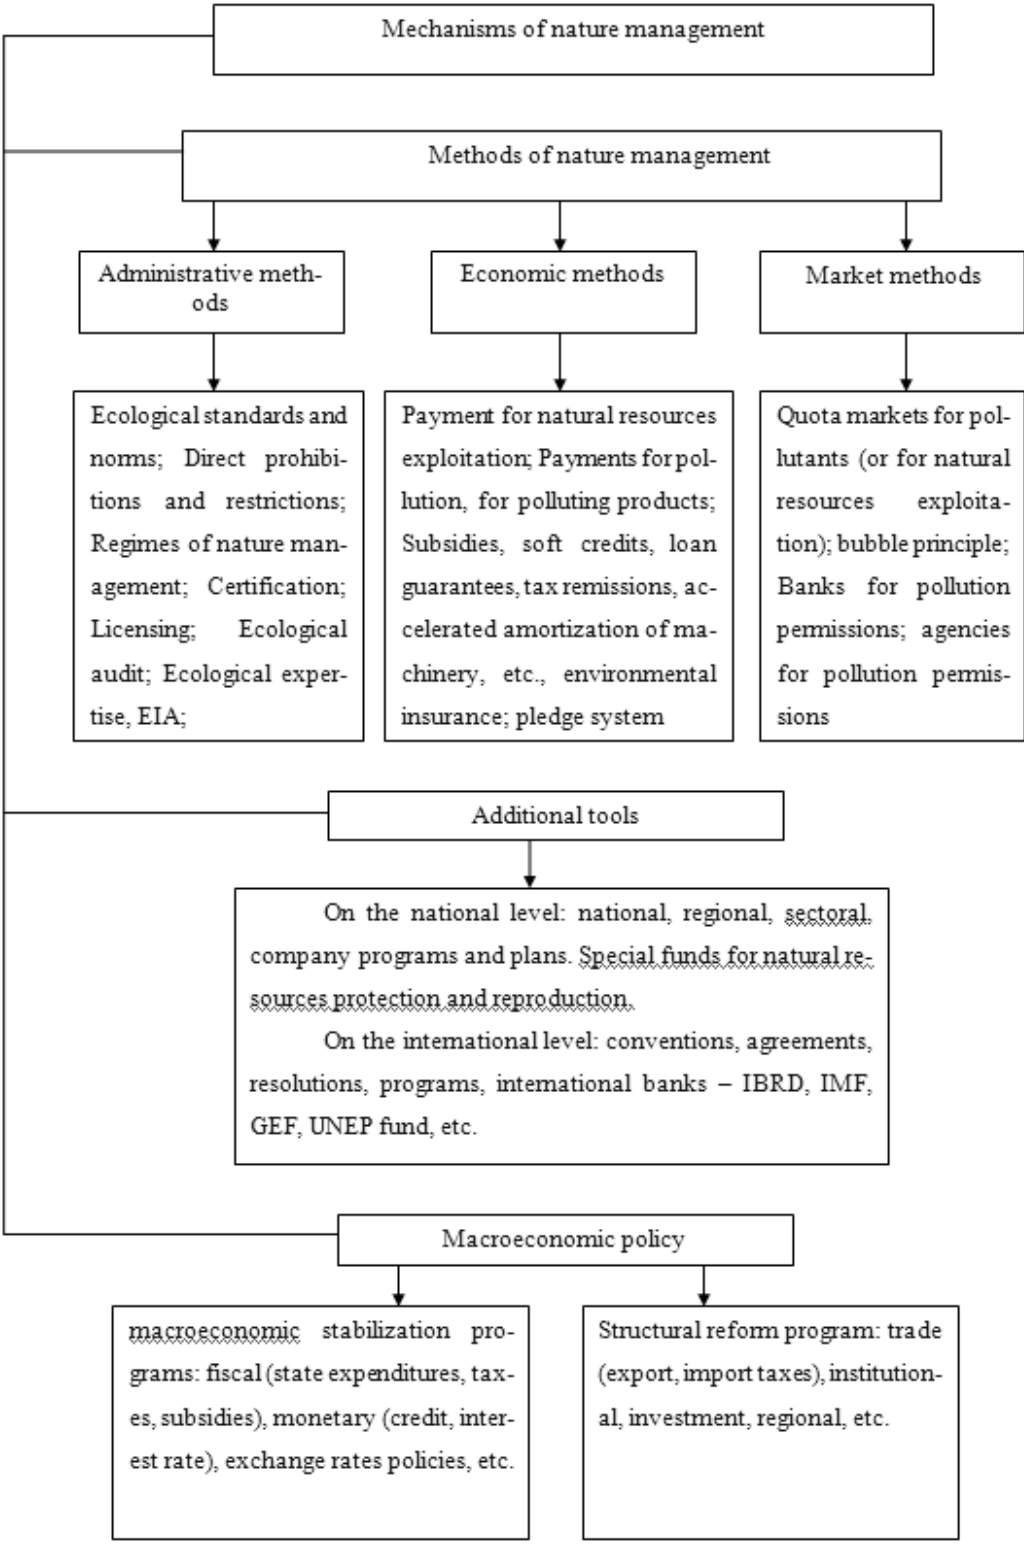 Mechanisms of nature management
Methods of nature management
Administrative meth-
ods
Economic methods
Market methods
Ecological standards and
norms; Direct prohibi-
tions and restrictions;
Regimes of nature man-
agement; Certification;
Licensing; Ecological
audit; Ecological exper-
tise, EIA;
Payment for natural resources
exploitation; Payments for pol-
lution, for polluting products;
Subsidies, soft credits, loan
guarantees, tax remissions, ac-
celerated amortization of ma-
chinery, etc., environmental
insurance; pledge system
Quota markets for pol-
lutants (or for natural
resources exploita-
tion); bubble principle;
Banks for pollution
permissions; agencies
for pollution permis-
sions
Additional tools
On the national level: national, regional, sectoral,
company programs and plans. Special funds for natural re-
sources protection and reproduction.
On the international level: conventions, agreements,
resolutions, programs, international banks – IBRD, IMF,
GEF, UNEP fund, etc.
Macroeconomic policy
macroeconomic stabilization pro-
grams: fiscal (state expenditures, tax-
es, subsidies), monetary (credit, inter-
est rate), exchange rates policies, etc.
Structural reform program: trade
(export, import taxes), institution-
al, investment, regional, etc.